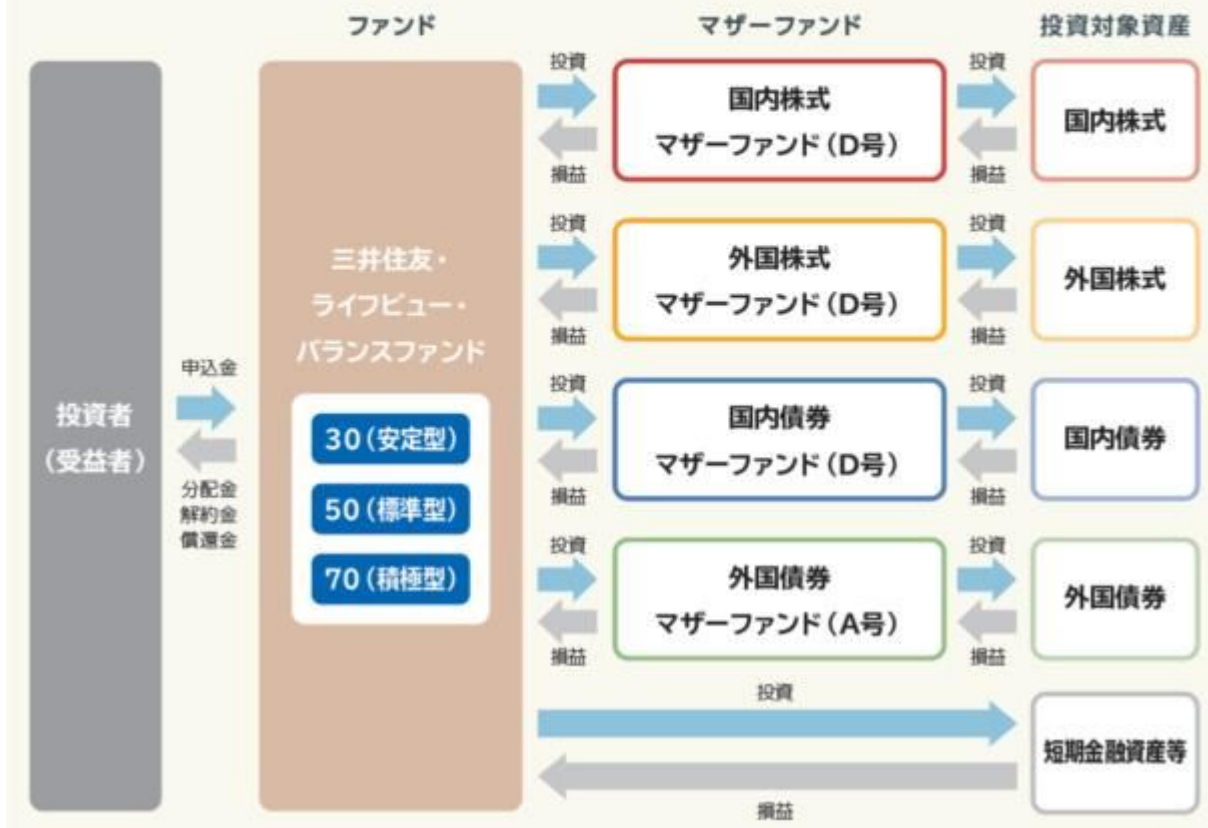 ファンド
マザーファンド
投資対象資産
投資者
(受益者)
申込金
分配金
解約金
償還金
三井住友・
ライフビュー・
バランスファンド
30(安定型)
50(標準型)
70(積極型)
投資
損益
国内株式
マザーファンド(D号)
投資
損益
国内株式
投資
損益
外国株式
マザーファンド(D号)
投資
損益
外国株式
投資
損益
国内債券
マザーファンド(D号)
投資
損益
国内債券
投資
損益
外国債券
マザーファンド(A号)
投資
損益
外国債券
投資
損益
短期金融資産等